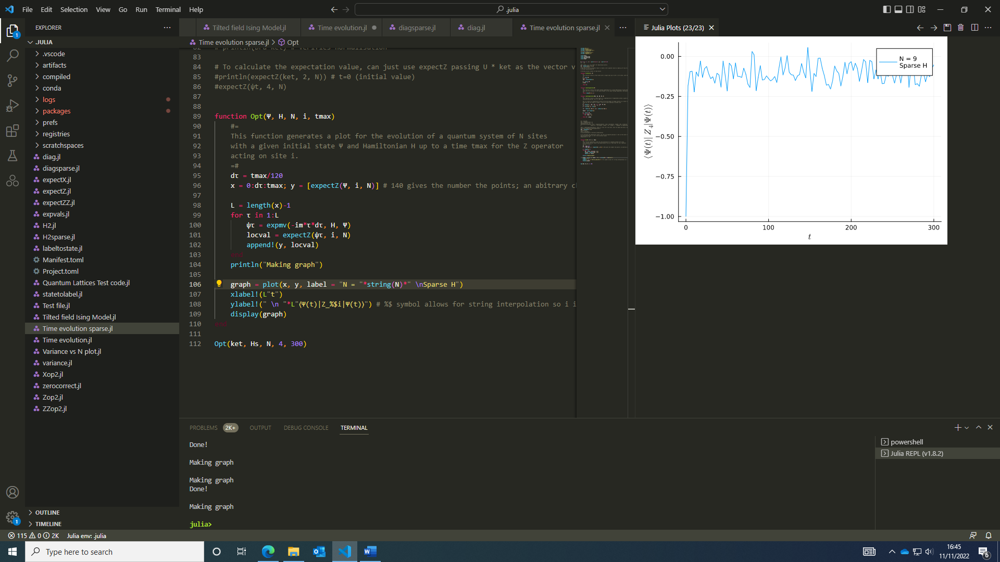 File Edit Selection View Go Run Terminal Help
.julia
EXPLORER
JULIA
.vscode
artifacts
compiled
conda
logs
packages
prefs
registries
scratchspaces
diag.jl
diagsparse.jl
expectX.jl
expectZ.jl
expectZZ.jl
expvals.jl
H2.jl
H2sparse.jl
labeltostate.jl
Manifest.toml
Project.toml
Quantum Lattices Test code.jl
statetolabel.jl
Test file.jl
Tilted field Ising Model.jl
Time evolution sparse.jl
Time evolution.jl
Variance vs N plot.jl
variance.jl
Xop2.jl
zerocorrect.jl
Zop2.jl
ZZop2.jl
OUTLINE
TIMELINE
Tilted field Ising Model.jl Time evolution.jl diagsparse.jl diag.jl Time evolution sparse.jl
Time evolution sparse.jl > Opt
83
84 # To calculate the expectation value, can just use expectZ passing U * ket as the vector v
85 #println(expectZ(ket, 2, N)) # t=0 (initial value)
86 #expectZ(ψt, 4, N)
87
88
89 function Opt(Ψ, H, N, i, tmax)
90 #=
91 This function generates a plot for the evolution of a quantum system of N sites
92 with a given initial state Ψ and Hamiltonian H up to a time tmax for the Z operator
93 acting on site i.
94 =#
95 dτ = tmax/120
96 x = 0:dτ:tmax; y = [expectZ(Ψ, i, N)] # 140 gives the number the points; an abitrary c
97
98 L = length(x)-1
99 for τ in 1:L
100 ψτ = expmv(-im*τ*dτ, H, Ψ)
101 locval = expectZ(ψτ, i, N)
102 append!(y, locval)
103 end
104 println("Making graph")
105
106 graph = plot(x, y, label = "N = "*string(N)*" \nSparse H")
107 xlabel!(L"t")
108 ylabel!(" \n "*L"⟨Ψ(t)|Z_%$i|Ψ(t)⟩") # %$ symbol allows for string interpolation so i i
109 display(graph)
110 end
111
112 Opt(ket, Hs, N, 4, 300)
Julia Plots (23/23)
N = 9
Sparse H
0.00
−0.25
−0.50
−0.75
−1.00
⟨Ψ(t)| Z₄|Ψ(t)⟩
0 100 200 300
t
PROBLEMS 2K+ OUTPUT DEBUG CONSOLE TERMINAL
Done!
Making graph
Making graph
Done!
Making graph
julia>
powershell
Julia REPL (v1.8.2)
1
1
115 0 2K Julia env: .julia
Type here to search
16:45
11/11/2022
6